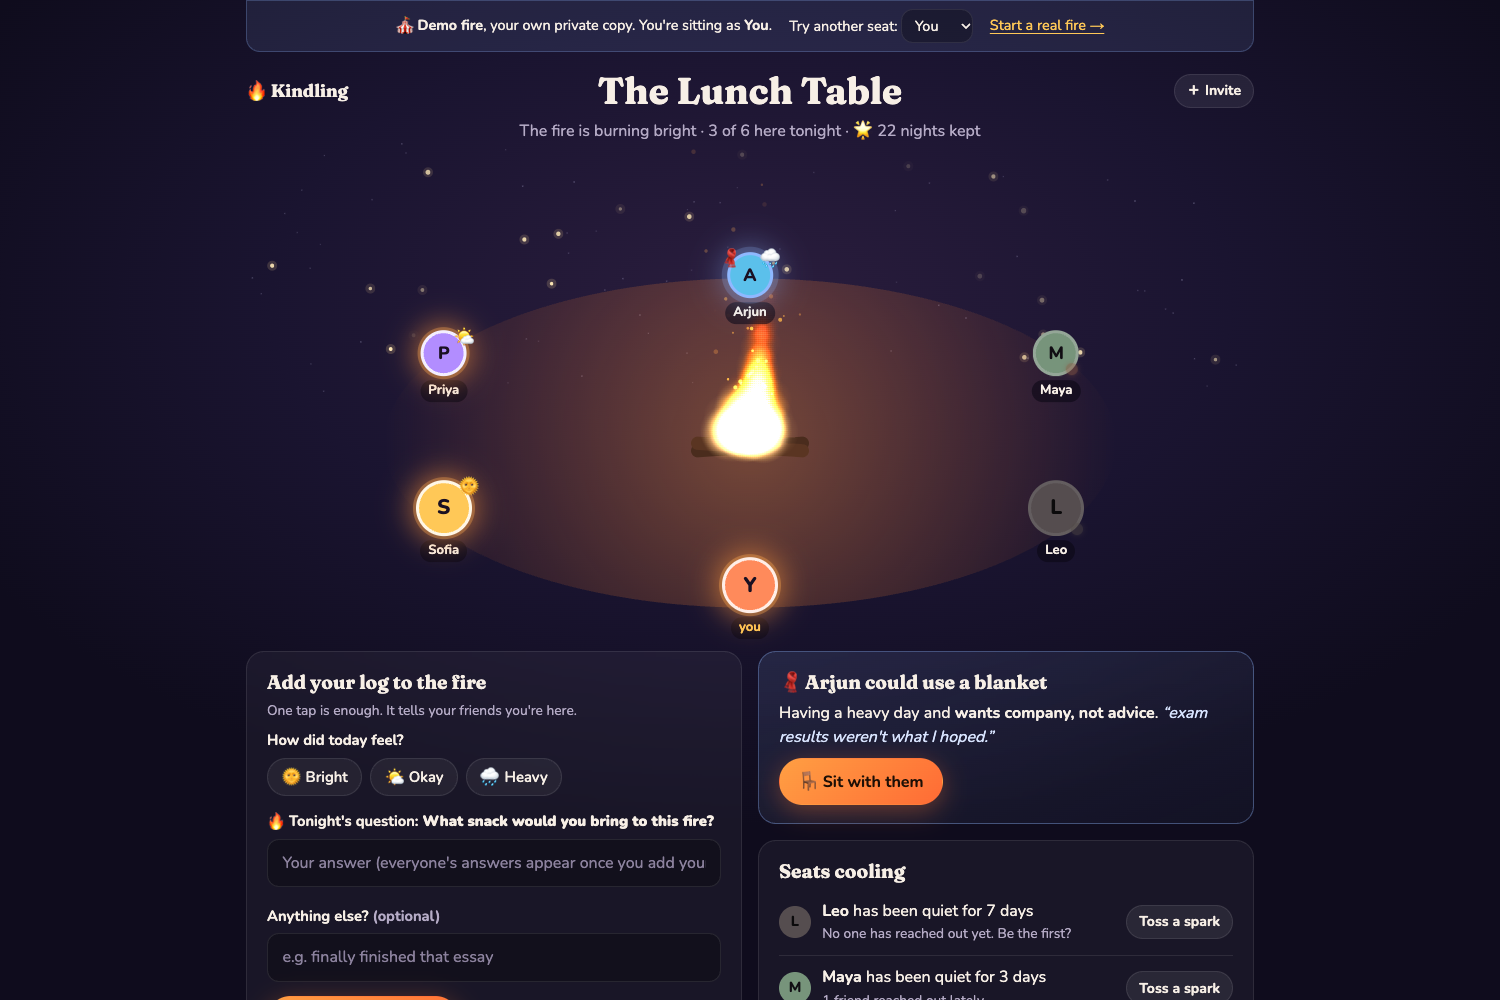 Demo fire, your own private copy. You're sitting as You. Try another seat: You Start a real fire →
Kindling
The Lunch Table
+ Invite
The fire is burning bright · 3 of 6 here tonight · 22 nights kept
A
Arjun
P
Priya
M
Maya
S
Sofia
L
Leo
Y
you
Add your log to the fire
One tap is enough. It tells your friends you're here.
How did today feel?
Bright
Okay
Heavy
Tonight's question: What snack would you bring to this fire?
Your answer (everyone's answers appear once you add you
Anything else? (optional)
e.g. finally finished that essay
Arjun could use a blanket
Having a heavy day and wants company, not advice. “exam
results weren't what I hoped.”
Sit with them
Seats cooling
L
Leo has been quiet for 7 days
No one has reached out yet. Be the first?
Toss a spark
M
Maya has been quiet for 3 days
1 friend reached out lately
Toss a spark